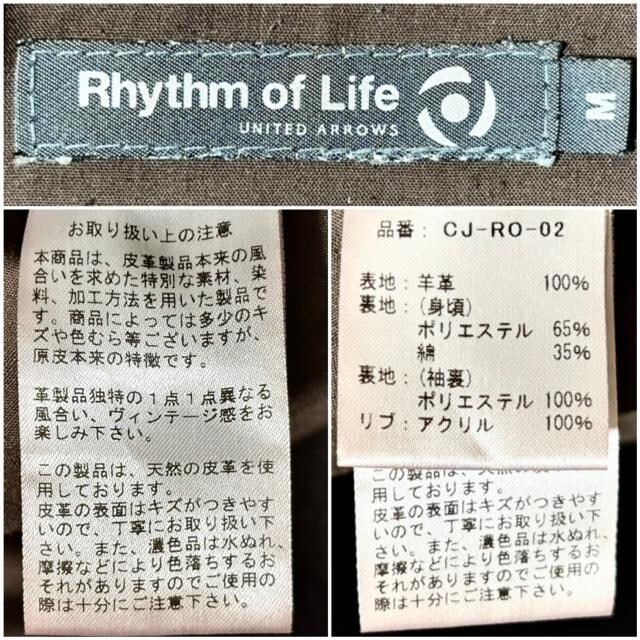 Rhythm of Life
UNITED ARROWS
M
お取り扱い上の注意
本商品は、皮革製品本来の風
合いを求めた特別な素材、染
料、加工方法を用いた製品で
す。商品によっては多少のキ
ズや色むら等ございますが、
原皮本来の特徴です。
革製品独特の1点1点異なる
風合い、ヴィンテージ感をお
楽しみ下さい。
この製品は、天然の皮革を使
用しております。
皮革の表面はキズがつきやす
いので、丁寧にお取り扱い下
さい。また、濃色品は水ぬれ、
摩擦などにより色落ちするお
それがありますのでご使用の
際は十分にご注意下さい。
品番: CJ-RO-02
表地:羊革 100%
裏地:(身頃)
ポリエステル 65%
綿 35%
裏地:(袖裏)
ポリエステル 100%
リブ:アクリル 100%
この製品は、天然の皮革を使
用しております。
皮革の表面はキズがつきやす
いので、丁寧にお取り扱い下
さい。また、濃色品は水ぬれ、
摩擦などにより色落ちするお
それがありますのでご使用の
際は十分にご注意下さい。